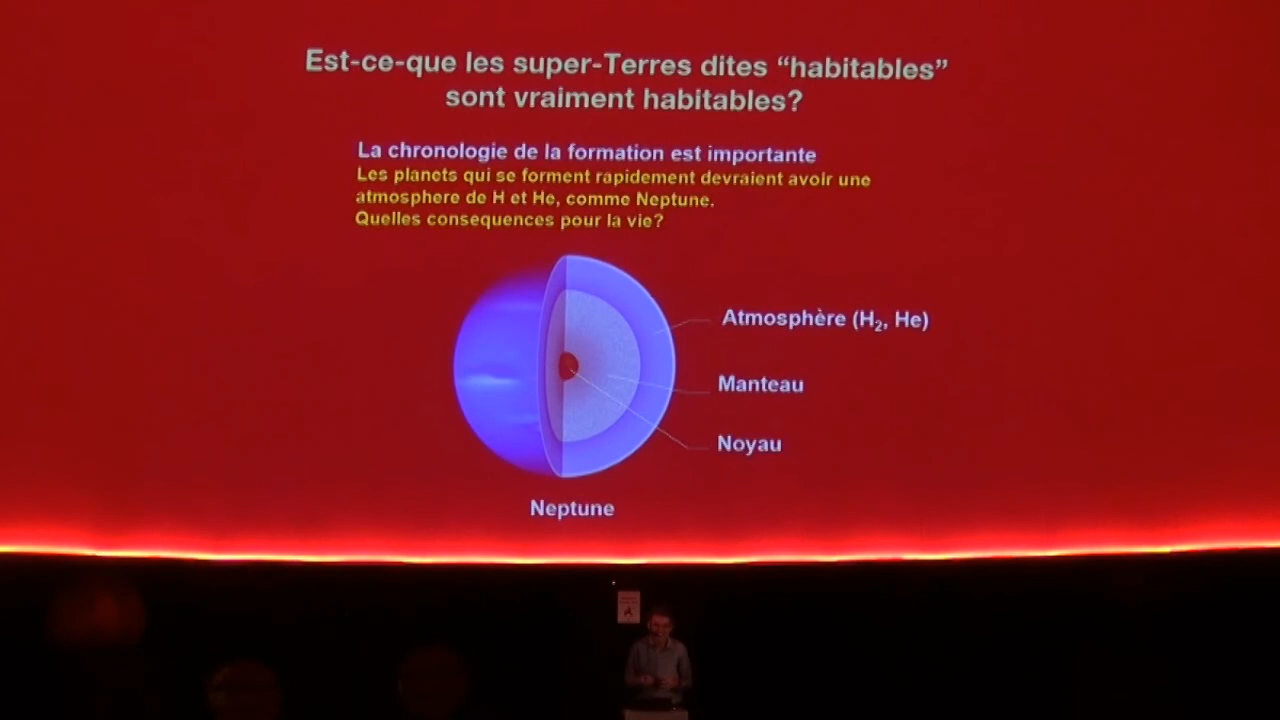 Est-ce-que les super-Terres dites “habitables”
sont vraiment habitables?
La chronologie de la formation est importante
Les planets qui se forment rapidement devraient avoir une
atmosphere de H et He, comme Neptune.
Quelles consequences pour la vie?
Atmosphère (H₂, He)
Manteau
Noyau
Neptune